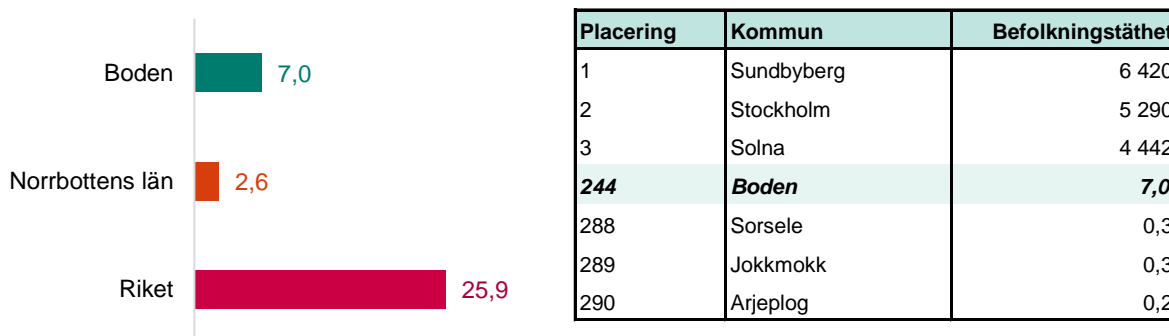 Boden 7,0
Norrbottens län 2,6
Riket 25,9
Placering Kommun Befolkningstäthet
1 Sundbyberg 6 420
2 Stockholm 5 290
3 Solna 4 442
244 Boden 7,0
288 Sorsele 0,3
289 Jokkmokk 0,3
290 Arjeplog 0,2